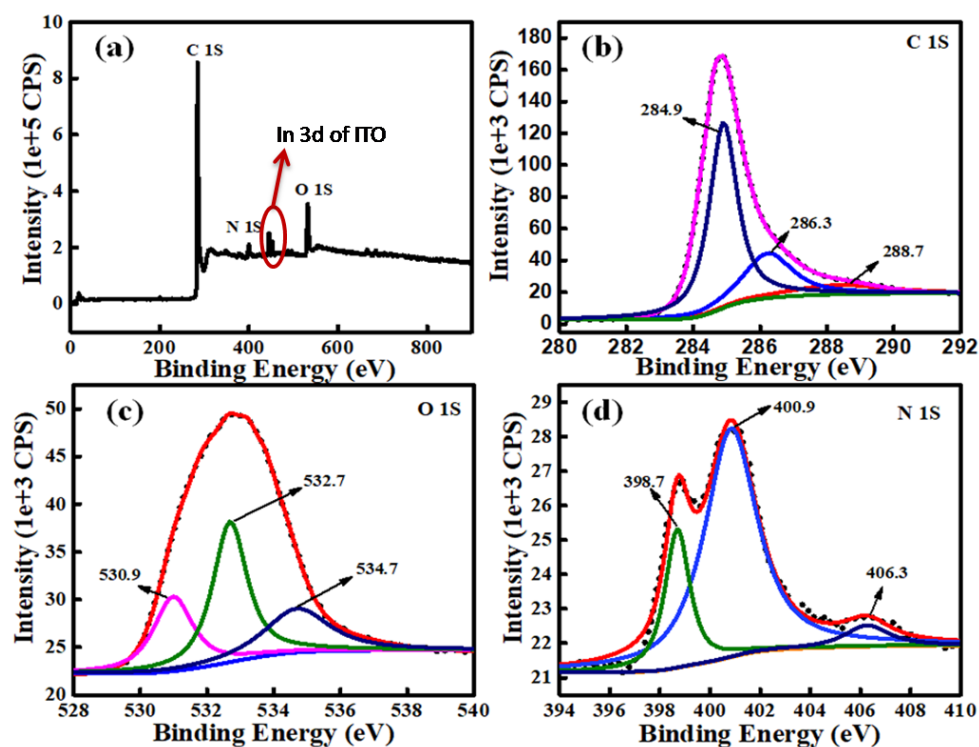 (a)
C 1S
In 3d of ITO
N 1S
O 1S
Intensity (1e+5 CPS)
10
8
6
4
2
0
0 200 400 600 800
Binding Energy (eV)
(b)
C 1S
284.9
286.3
288.7
Intensity (1e+3 CPS)
180
160
140
120
100
80
60
40
20
0
280 282 284 286 288 290 292
Binding Energy (eV)
(c)
O 1S
532.7
530.9
534.7
Intensity (1e+3 CPS)
50
45
40
35
30
25
20
528 530 532 534 536 538 540
Binding Energy (eV)
(d)
N 1S
400.9
398.7
406.3
Intensity (1e+3 CPS)
29
28
27
26
25
24
23
22
21
394 396 398 400 402 404 406 408 410
Binding Energy (eV)